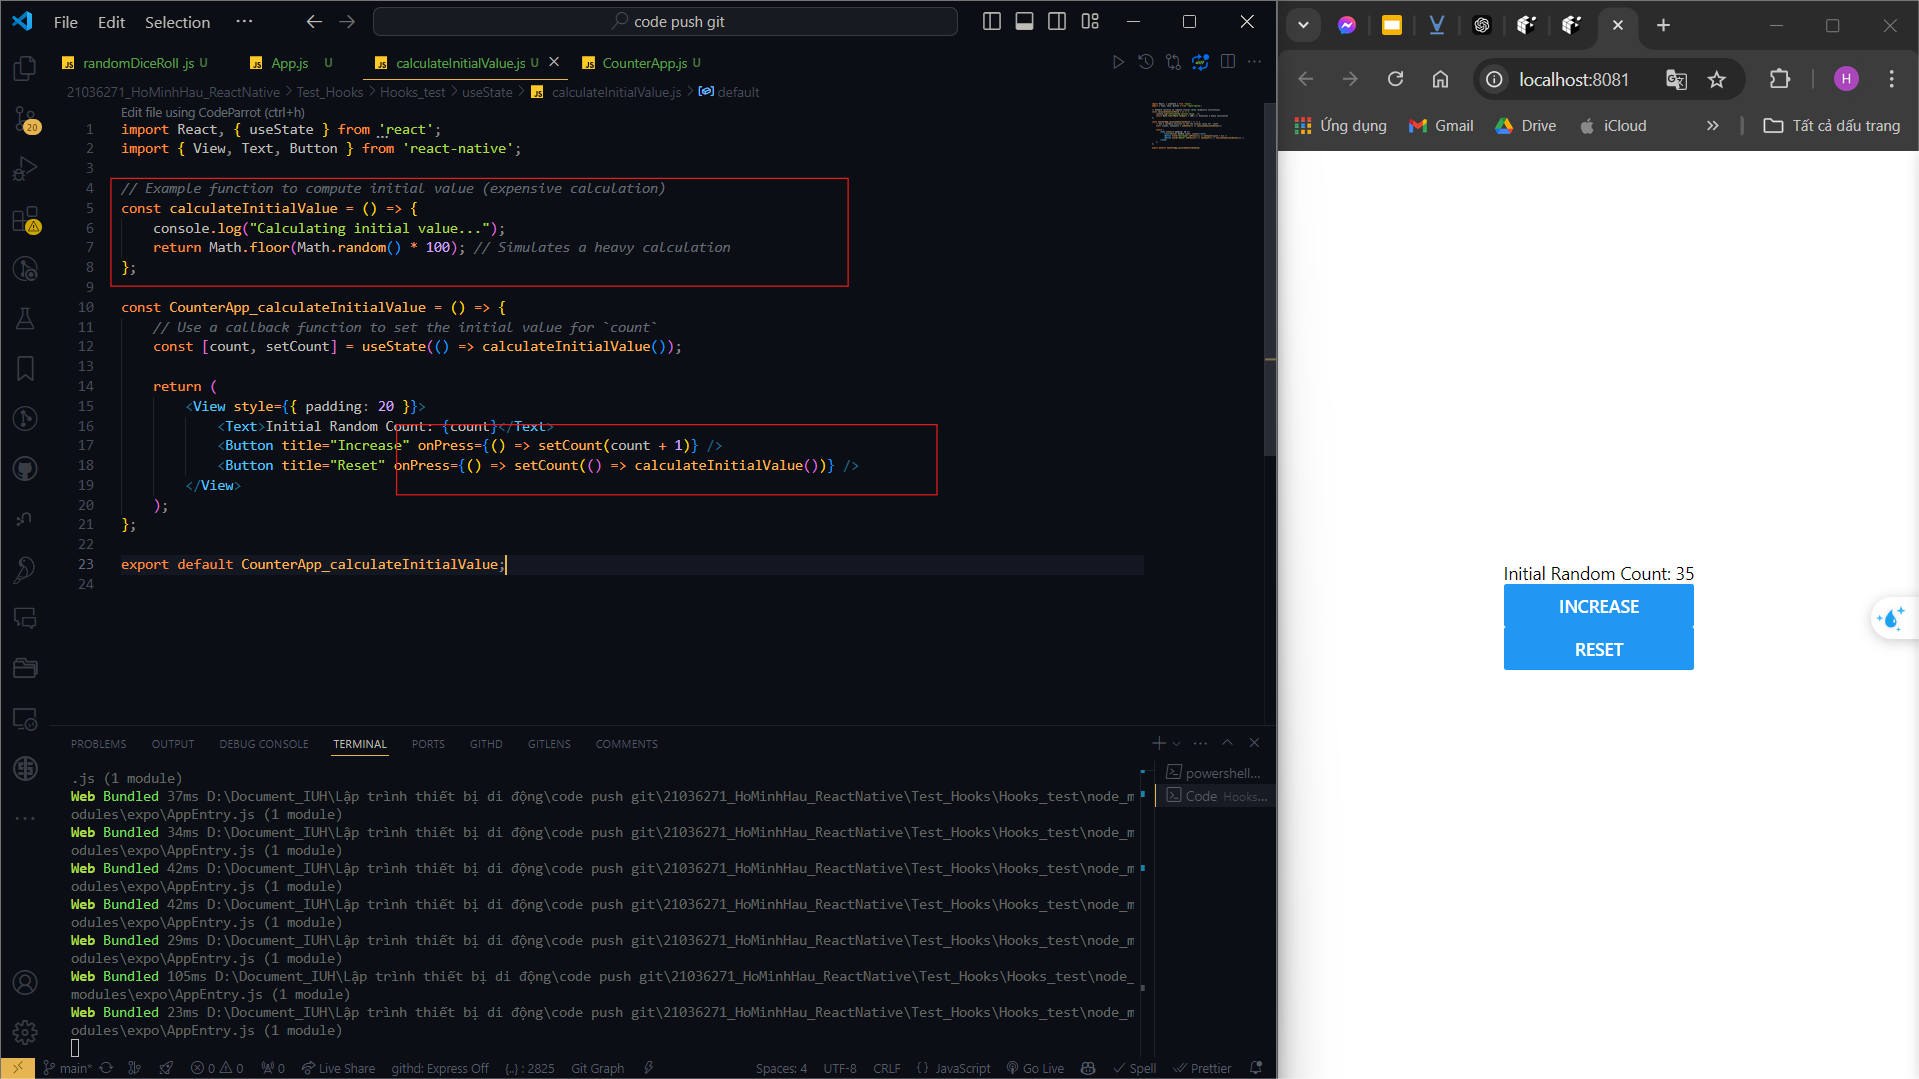 File Edit Selection ··· code push git
randomDiceRoll .js U App.js U calculateInitialValue.js U CounterApp.js U
21036271_HoMinhHau_ReactNative > Test_Hooks > Hooks_test > useState > calculateInitialValue.js > default
Edit file using CodeParrot (ctrl+h)
1 import React, { useState } from 'react';
2 import { View, Text, Button } from 'react-native';
3
4 // Example function to compute initial value (expensive calculation)
5 const calculateInitialValue = () => {
6 console.log("Calculating initial value...");
7 return Math.floor(Math.random() * 100); // Simulates a heavy calculation
8 };
9
10 const CounterApp_calculateInitialValue = () => {
11 // Use a callback function to set the initial value for `count`
12 const [count, setCount] = useState(() => calculateInitialValue());
13
14 return (
15 <View style={{ padding: 20 }}>
16 <Text>Initial Random Count: {count}</Text>
17 <Button title="Increase" onPress={() => setCount(count + 1)} />
18 <Button title="Reset" onPress={() => setCount(() => calculateInitialValue())} />
19 </View>
20 );
21 };
22
23 export default CounterApp_calculateInitialValue;
24
20
PROBLEMS OUTPUT DEBUG CONSOLE TERMINAL PORTS GITHD GITLENS COMMENTS
.js (1 module)
Web Bundled 37ms D:\Document_IUH\Lập trình thiết bị di động\code push git\21036271_HoMinhHau_ReactNative\Test_Hooks\Hooks_test\node_m
odules\expo\AppEntry.js (1 module)
Web Bundled 34ms D:\Document_IUH\Lập trình thiết bị di động\code push git\21036271_HoMinhHau_ReactNative\Test_Hooks\Hooks_test\node_m
odules\expo\AppEntry.js (1 module)
Web Bundled 42ms D:\Document_IUH\Lập trình thiết bị di động\code push git\21036271_HoMinhHau_ReactNative\Test_Hooks\Hooks_test\node_m
odules\expo\AppEntry.js (1 module)
Web Bundled 42ms D:\Document_IUH\Lập trình thiết bị di động\code push git\21036271_HoMinhHau_ReactNative\Test_Hooks\Hooks_test\node_m
odules\expo\AppEntry.js (1 module)
Web Bundled 29ms D:\Document_IUH\Lập trình thiết bị di động\code push git\21036271_HoMinhHau_ReactNative\Test_Hooks\Hooks_test\node_m
odules\expo\AppEntry.js (1 module)
Web Bundled 105ms D:\Document_IUH\Lập trình thiết bị di động\code push git\21036271_HoMinhHau_ReactNative\Test_Hooks\Hooks_test\node_
modules\expo\AppEntry.js (1 module)
Web Bundled 23ms D:\Document_IUH\Lập trình thiết bị di động\code push git\21036271_HoMinhHau_ReactNative\Test_Hooks\Hooks_test\node_m
odules\expo\AppEntry.js (1 module)
powershell...
Code Hooks...
main* 0 0 0 Live Share githd: Express Off {..} : 2825 Git Graph Spaces: 4 UTF-8 CRLF {} JavaScript Go Live Spell Prettier
localhost:8081 H
Ứng dụng Gmail Drive iCloud » Tất cả dấu trang
Initial Random Count: 35
INCREASE
RESET